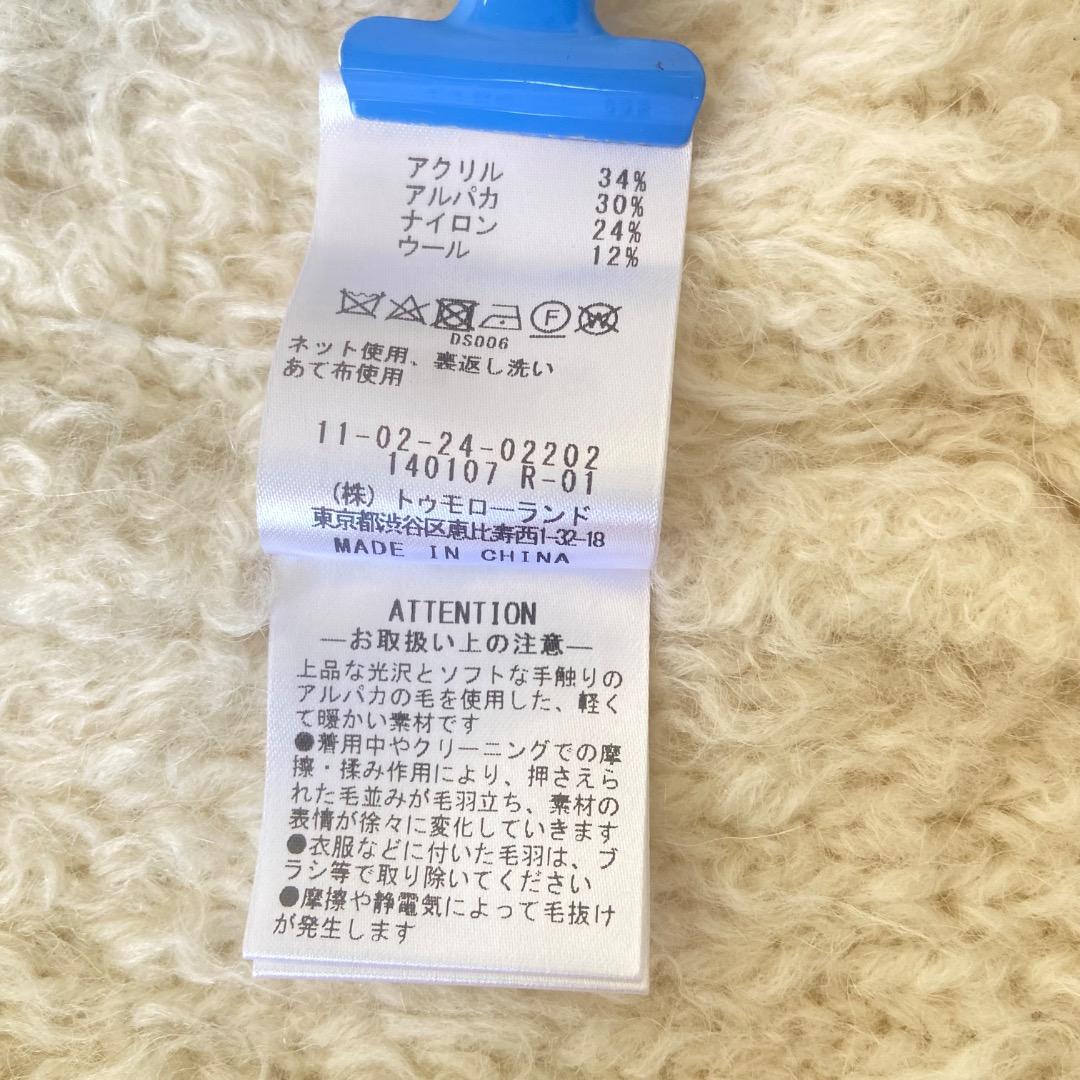 アクリル 34%
アルパカ 30%
ナイロン 24%
ウール 12%
F W
DS006
ネット使用、裏返し洗い
あて布使用
11-02-24-02202
140107 R-01
(株) トゥモローランド
東京都渋谷区恵比寿西1-32-18
MADE IN CHINA
ATTENTION
―お取扱い上の注意―
上品な光沢とソフトな手触りの
アルパカの毛を使用した、軽く
て暖かい素材です
●着用中やクリーニングでの摩
擦・揉み作用により、押さえら
れた毛並みが毛羽立ち、素材の
表情が徐々に変化していきます
●衣服などに付いた毛羽は、ブ
ラシ等で取り除いてください
●摩擦や静電気によって毛抜け
が発生します